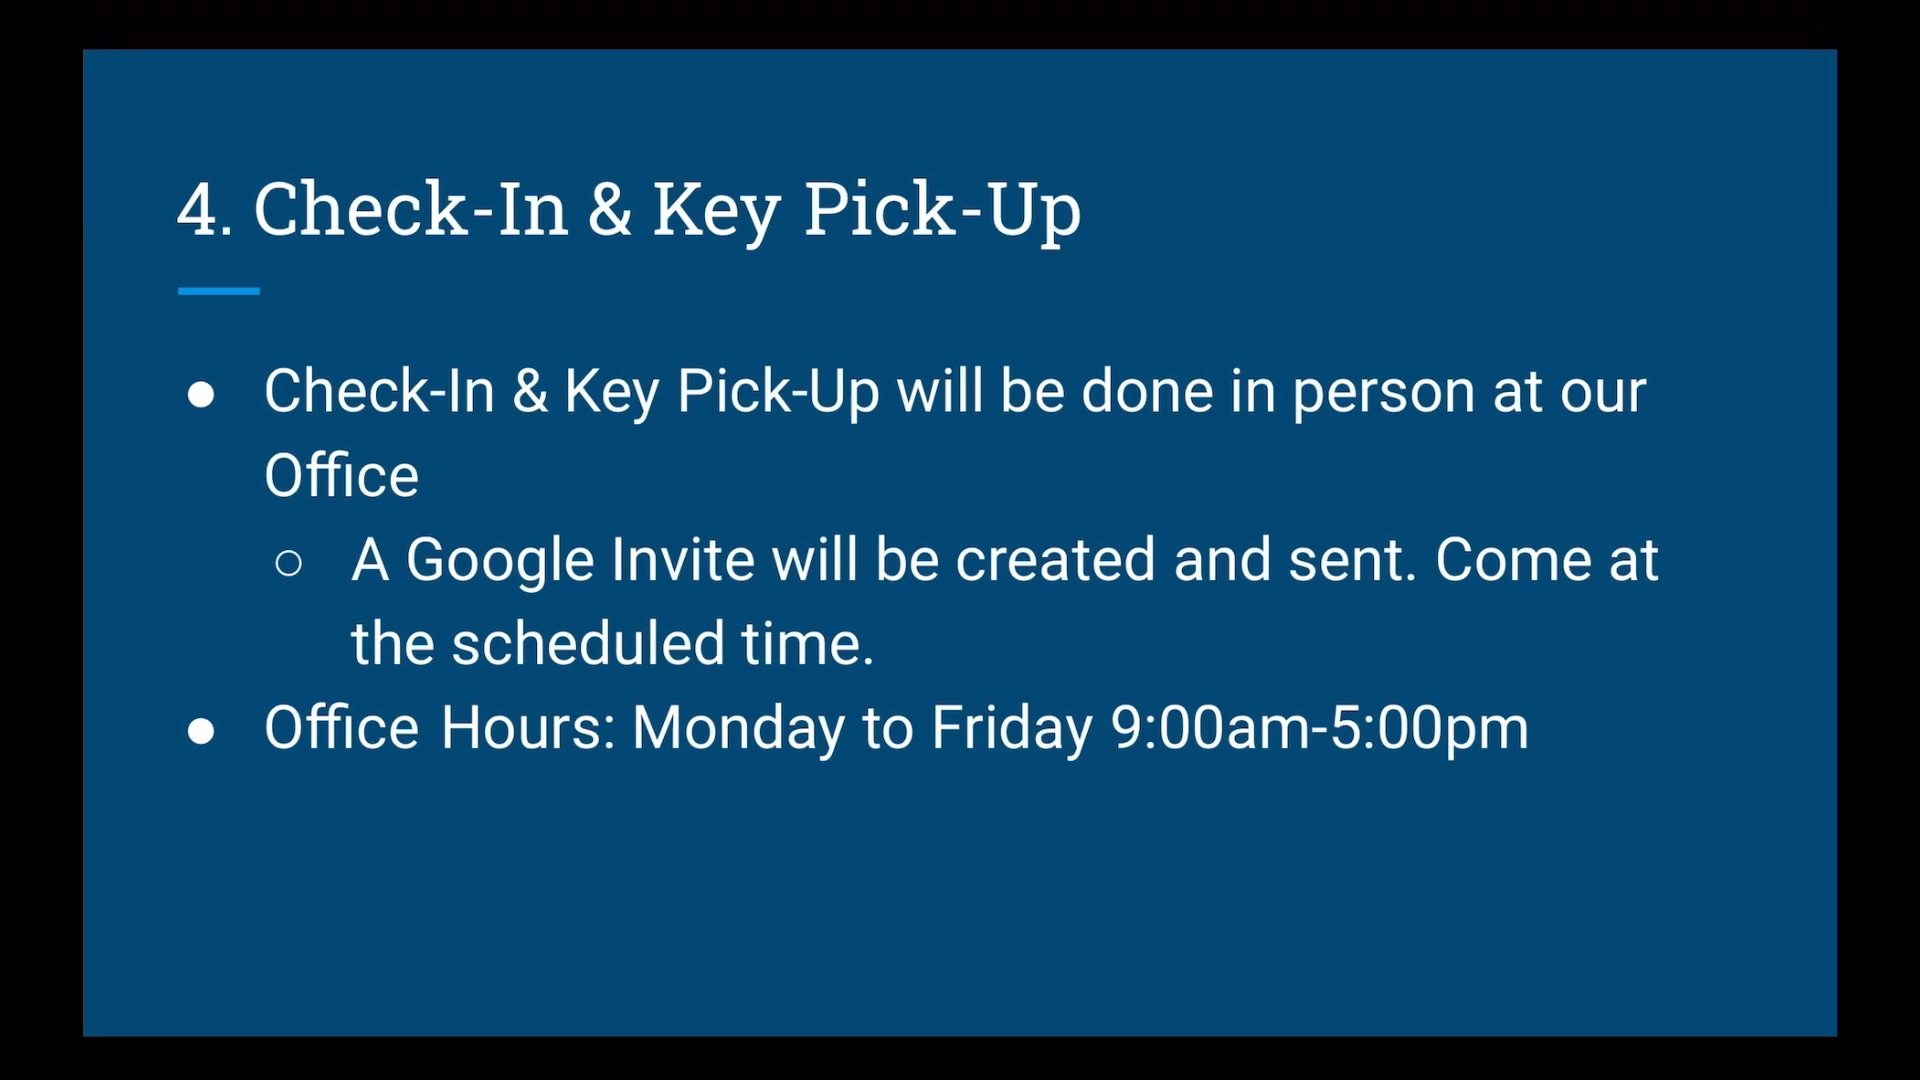 4. Check-In & Key Pick-Up
● Check-In & Key Pick-Up will be done in person at our
Office
○ A Google Invite will be created and sent. Come at
the scheduled time.
● Office Hours: Monday to Friday 9:00am-5:00pm